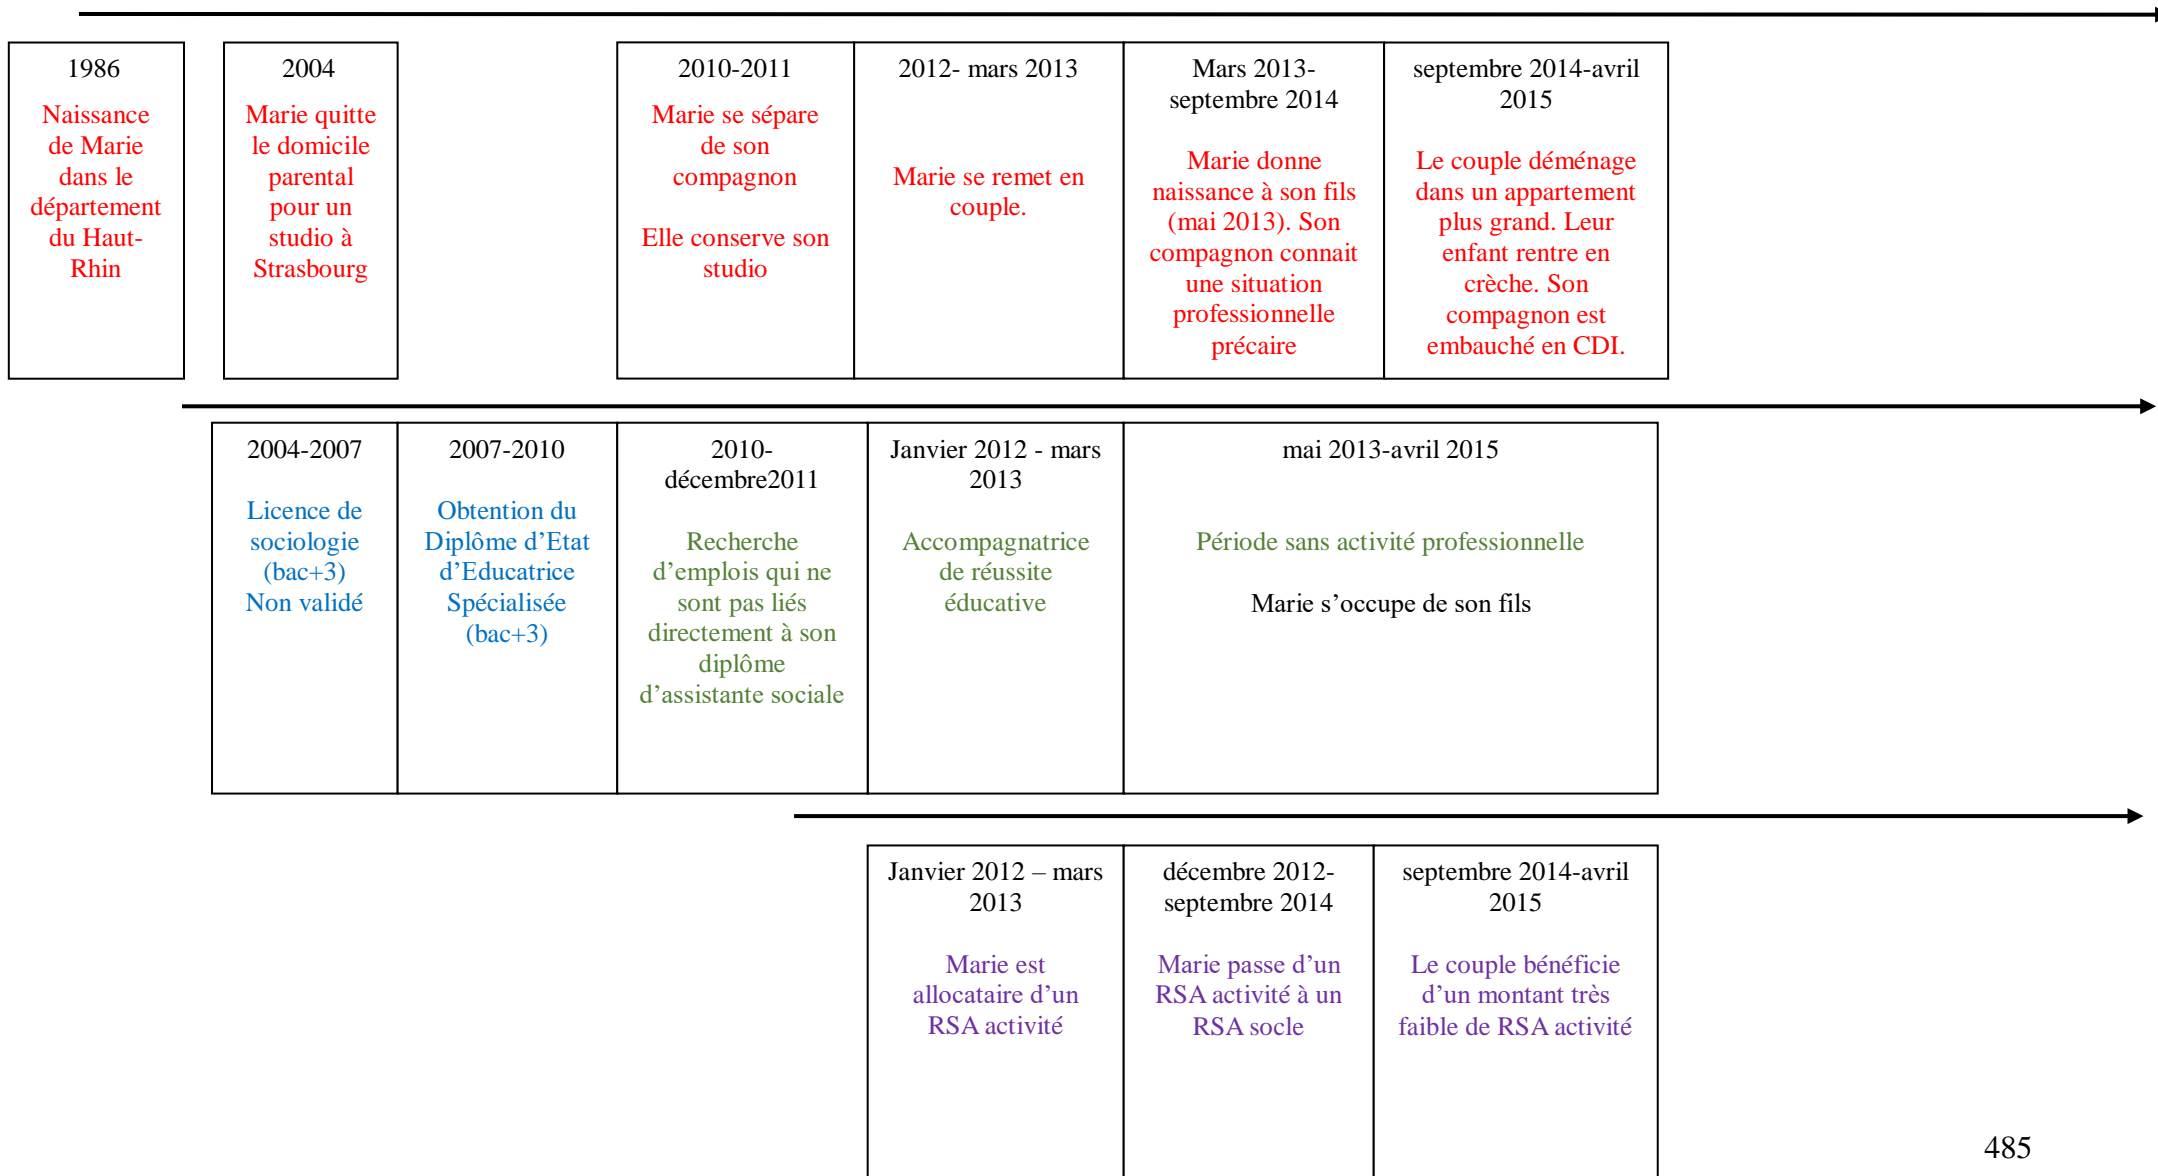 1986
Naissance
de Marie
dans le
département
du Haut-
Rhin
2004
Marie quitte
le domicile
parental
pour un
studio à
Strasbourg
2010-2011
Marie se sépare
de son
compagnon
Elle conserve son
studio
2012- mars 2013
Marie se remet en
couple.
Mars 2013-
septembre 2014
Marie donne
naissance à son fils
(mai 2013). Son
compagnon connait
une situation
professionnelle
précaire
septembre 2014-avril
2015
Le couple déménage
dans un appartement
plus grand. Leur
enfant rentre en
crèche. Son
compagnon est
embauché en CDI.
2004-2007
Licence de
sociologie
(bac+3)
Non validé
2007-2010
Obtention du
Diplôme d’Etat
d’Educatrice
Spécialisée
(bac+3)
2010-
décembre2011
Recherche
d’emplois qui ne
sont pas liés
directement à son
diplôme
d’assistante sociale
Janvier 2012 - mars
2013
Accompagnatrice
de réussite
éducative
mai 2013-avril 2015
Période sans activité professionnelle
Marie s’occupe de son fils
Janvier 2012 – mars
2013
Marie est
allocataire d’un
RSA activité
décembre 2012-
septembre 2014
Marie passe d’un
RSA activité à un
RSA socle
septembre 2014-avril
2015
Le couple bénéficie
d’un montant très
faible de RSA activité
485